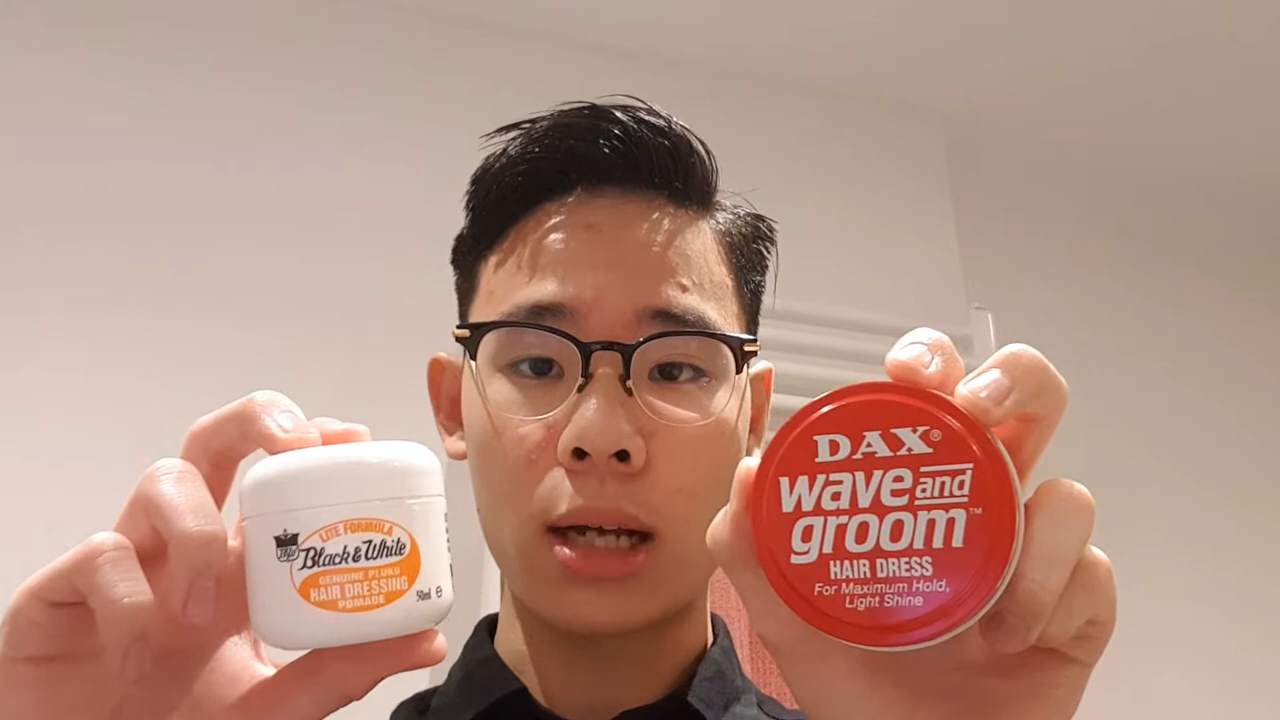 LITE FORMULA
Black & White
GENUINE PLUKO
HAIR DRESSING
POMADE
50ml e
DAX®
wave and
groom™
HAIR DRESS
For Maximum Hold,
Light Shine